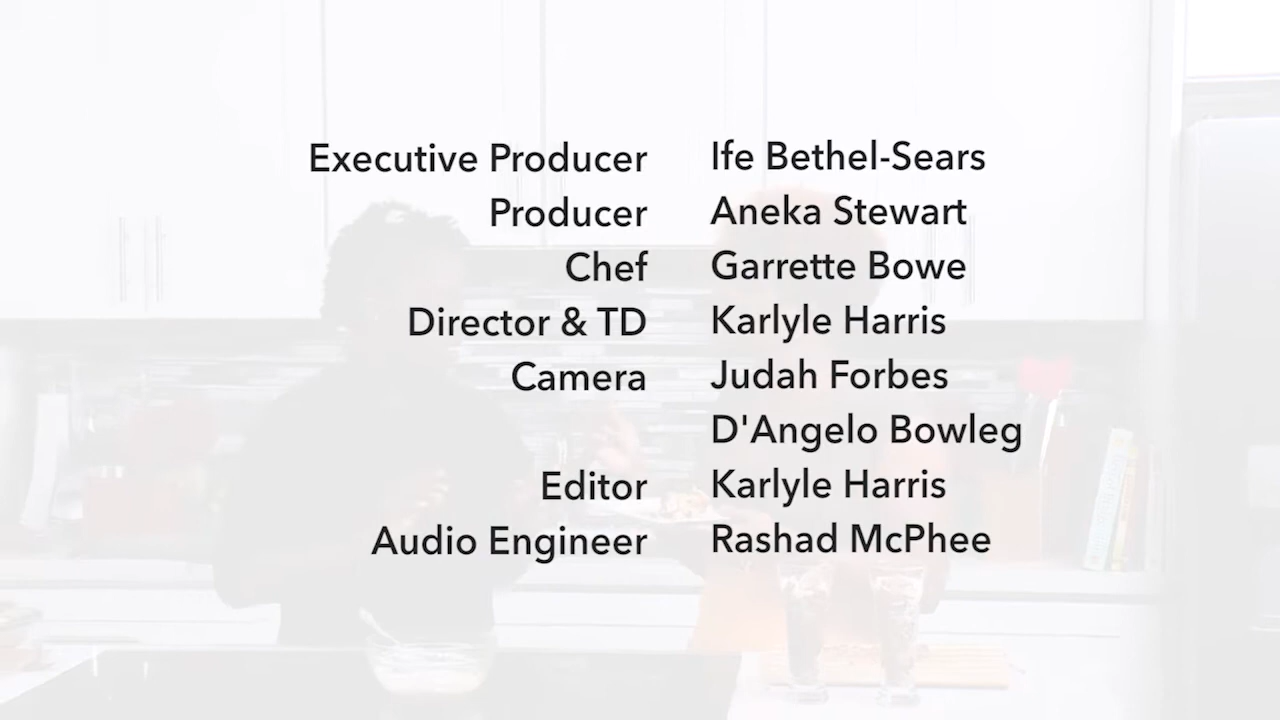 Executive Producer Ife Bethel-Sears
Producer Aneka Stewart
Chef Garrette Bowe
Director & TD Karlyle Harris
Camera Judah Forbes
D'Angelo Bowleg
Editor Karlyle Harris
Audio Engineer Rashad McPhee